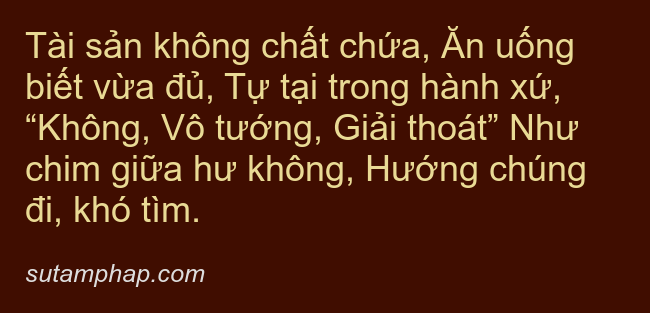 Tài sản không chất chứa, Ăn uống
biết vừa đủ, Tự tại trong hành xứ,
“Không, Vô tướng, Giải thoát” Như
chim giữa hư không, Hướng chúng
đi, khó tìm.
sutamphap.com